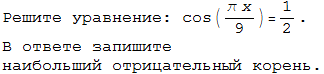 Решите уравнение: cos(πx/9)=1/2.
В ответе запишите
наибольший отрицательный корень.